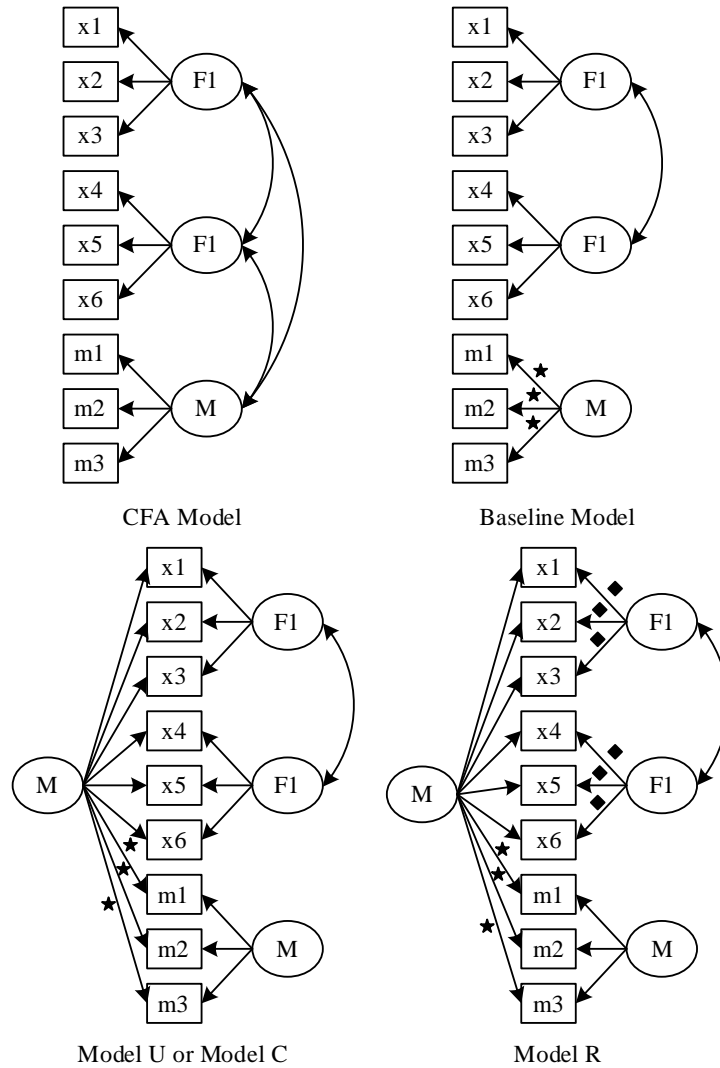 x1
x2
F1
x3
x4
x5
F1
x6
m1
m2
M
m3
CFA Model
x1
x2
F1
x3
x4
x5
F1
x6
m1
m2
M
m3
Baseline Model
x1
x2
F1
x3
x4
M
x5
F1
x6
m1
m2
M
m3
Model U or Model C
x1
x2
F1
x3
x4
M
x5
F1
x6
m1
m2
M
m3
Model R